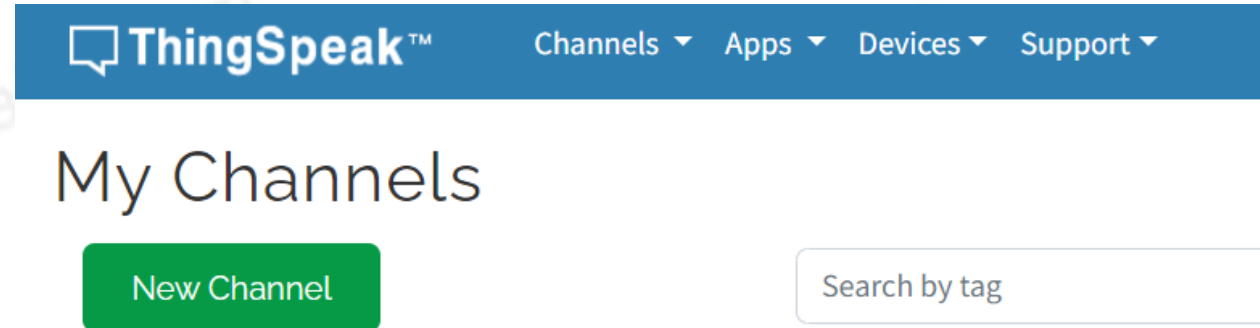 ThingSpeak™ Channels Apps Devices Support
My Channels
New Channel Search by tag